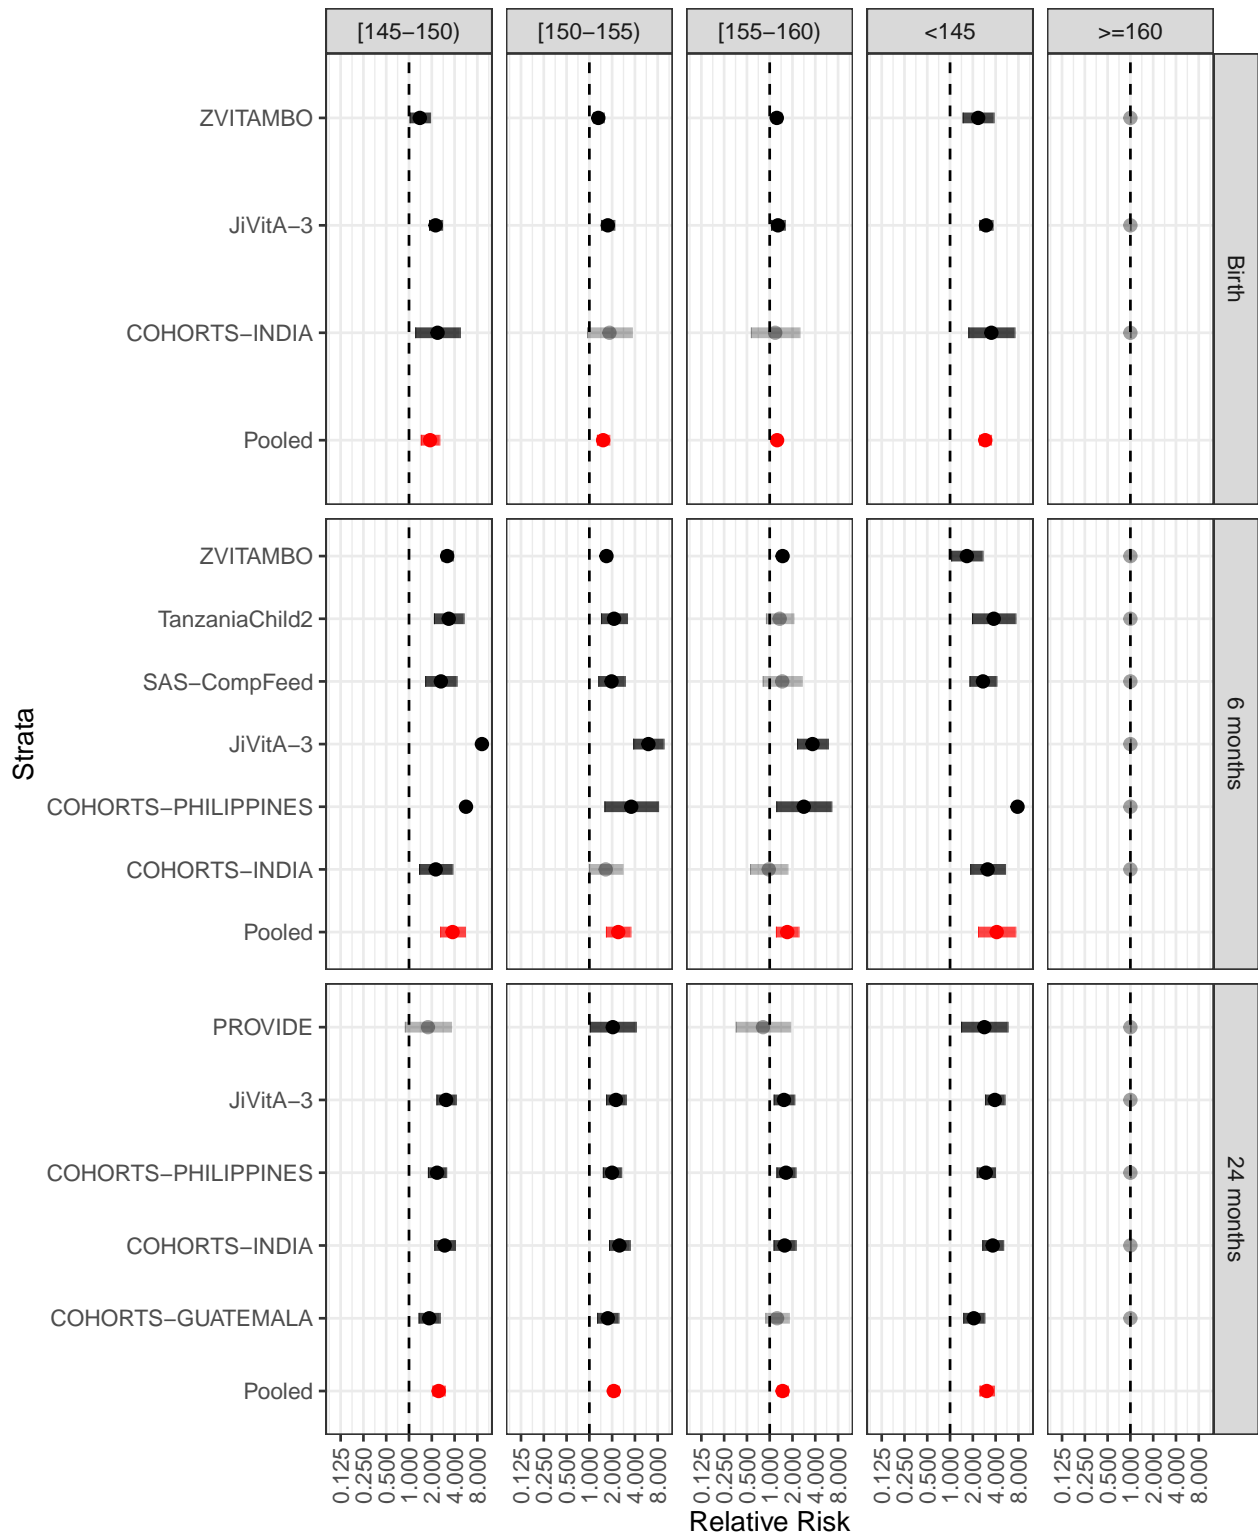 [145−150)
[150−155)
[155−160)
<145
>=160
Strata
ZVITAMBO
JiVitA−3
COHORTS−INDIA
Pooled
Birth
ZVITAMBO
TanzaniaChild2
SAS−CompFeed
JiVitA−3
COHORTS−PHILIPPINES
COHORTS−INDIA
Pooled
6 months
PROVIDE
JiVitA−3
COHORTS−PHILIPPINES
COHORTS−INDIA
COHORTS−GUATEMALA
Pooled
24 months
0.125
0.250
0.500
1.000
2.000
4.000
8.000
0.125
0.250
0.500
1.000
2.000
4.000
8.000
0.125
0.250
0.500
1.000
2.000
4.000
8.000
0.125
0.250
0.500
1.000
2.000
4.000
8.000
0.125
0.250
0.500
1.000
2.000
4.000
8.000
Relative Risk